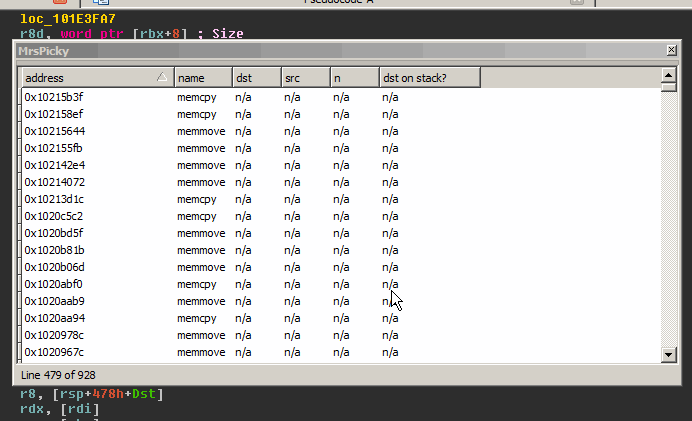 Pseudocode-A
loc_101E3FA7
r8d, word ptr [rbx+8] ; Size
MrsPicky
address name dst src n dst on stack?
0x10215b3f memcpy n/a n/a n/a n/a
0x102158ef memcpy n/a n/a n/a n/a
0x10215644 memmove n/a n/a n/a n/a
0x102155fb memmove n/a n/a n/a n/a
0x102142e4 memmove n/a n/a n/a n/a
0x10214072 memmove n/a n/a n/a n/a
0x10213d1c memcpy n/a n/a n/a n/a
0x1020c5c2 memcpy n/a n/a n/a n/a
0x1020bd5f memmove n/a n/a n/a n/a
0x1020b81b memmove n/a n/a n/a n/a
0x1020b06d memmove n/a n/a n/a n/a
0x1020abf0 memcpy n/a n/a n/a n/a
0x1020aab9 memmove n/a n/a n/a n/a
0x1020aa94 memcpy n/a n/a n/a n/a
0x1020978c memmove n/a n/a n/a n/a
0x1020967c memmove n/a n/a n/a n/a
Line 479 of 928
r8, [rsp+478h+Dst]
rdx, [rdi]